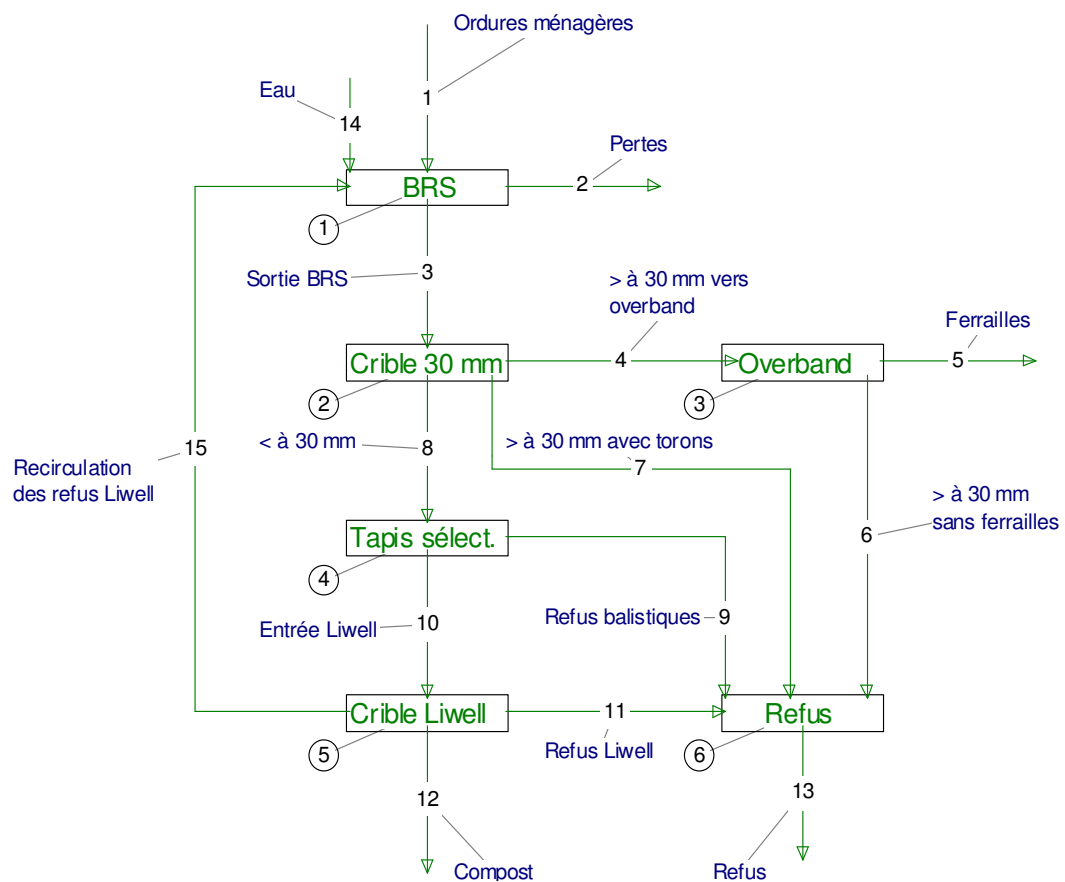 Ordures ménagères
Eau
1
14
Pertes
BRS
2
1
Sortie BRS
3
> à 30 mm vers
overband
Ferrailles
Crible 30 mm
4
Overband
5
2
3
< à 30 mm
8
> à 30 mm avec torons
15
7
Recirculation
des refus Liwell
> à 30 mm
sans ferrailles
6
Tapis sélect.
4
Entrée Liwell
10
Refus balistiques
9
Crible Liwell
11
Refus
5
Refus Liwell
6
12
13
Compost
Refus